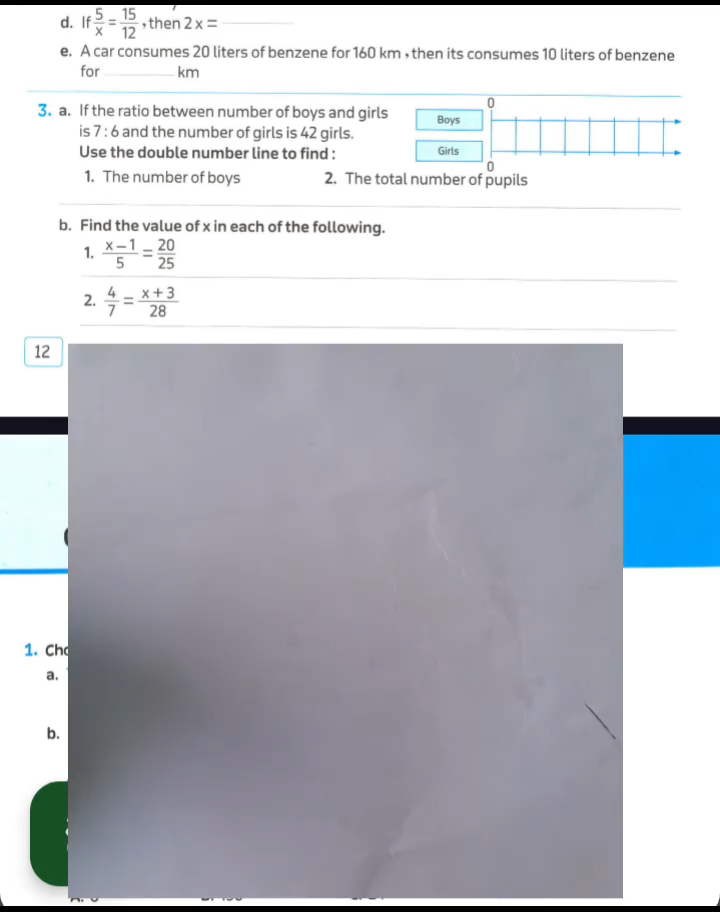 d. If 5/x = 15/12 , then 2 x =
e. A car consumes 20 liters of benzene for 160 km , then its consumes 10 liters of benzene
for km
3. a. If the ratio between number of boys and girls
is 7 : 6 and the number of girls is 42 girls.
Use the double number line to find :
0
Boys
Girls
0
1. The number of boys 2. The total number of pupils
b. Find the value of x in each of the following.
1. x – 1/5 = 20/25
2. 4/7 = x + 3/28
12
1.
a.
b.